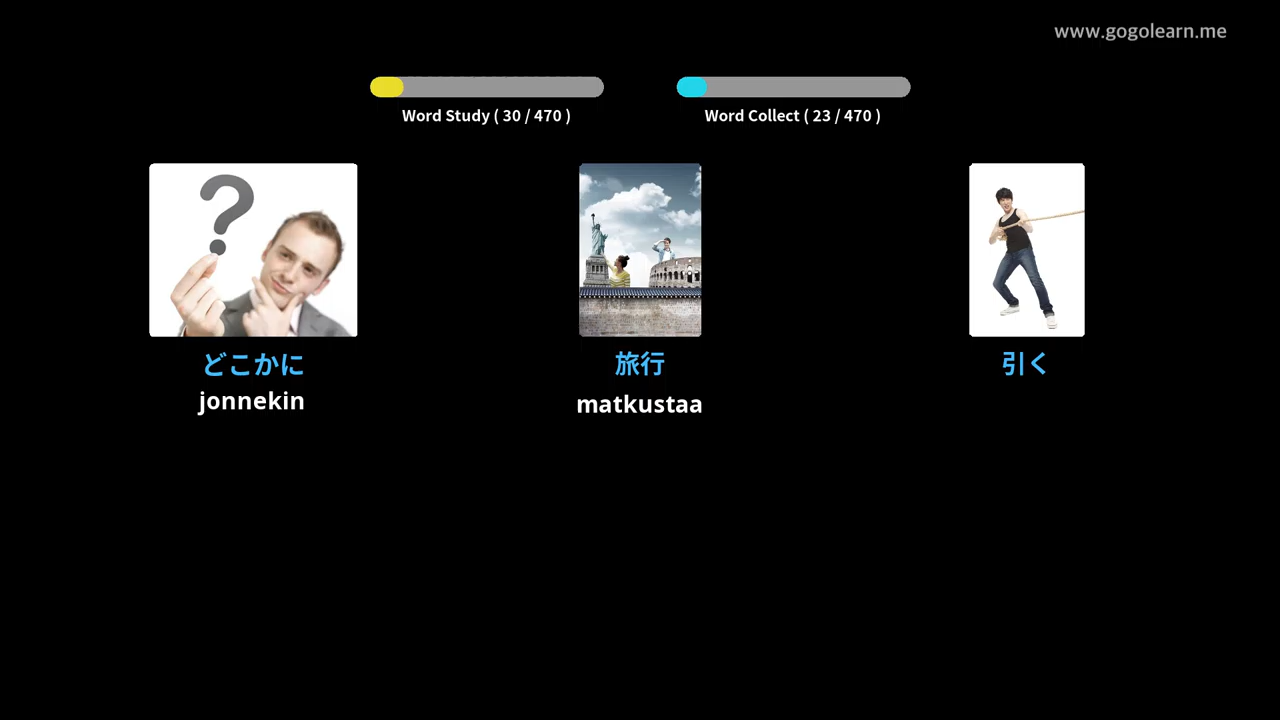 www.gogolearn.me
Word Study ( 30 / 470 )
Word Collect ( 23 / 470 )
どこかに
旅行
引く
jonnekin
matkustaa